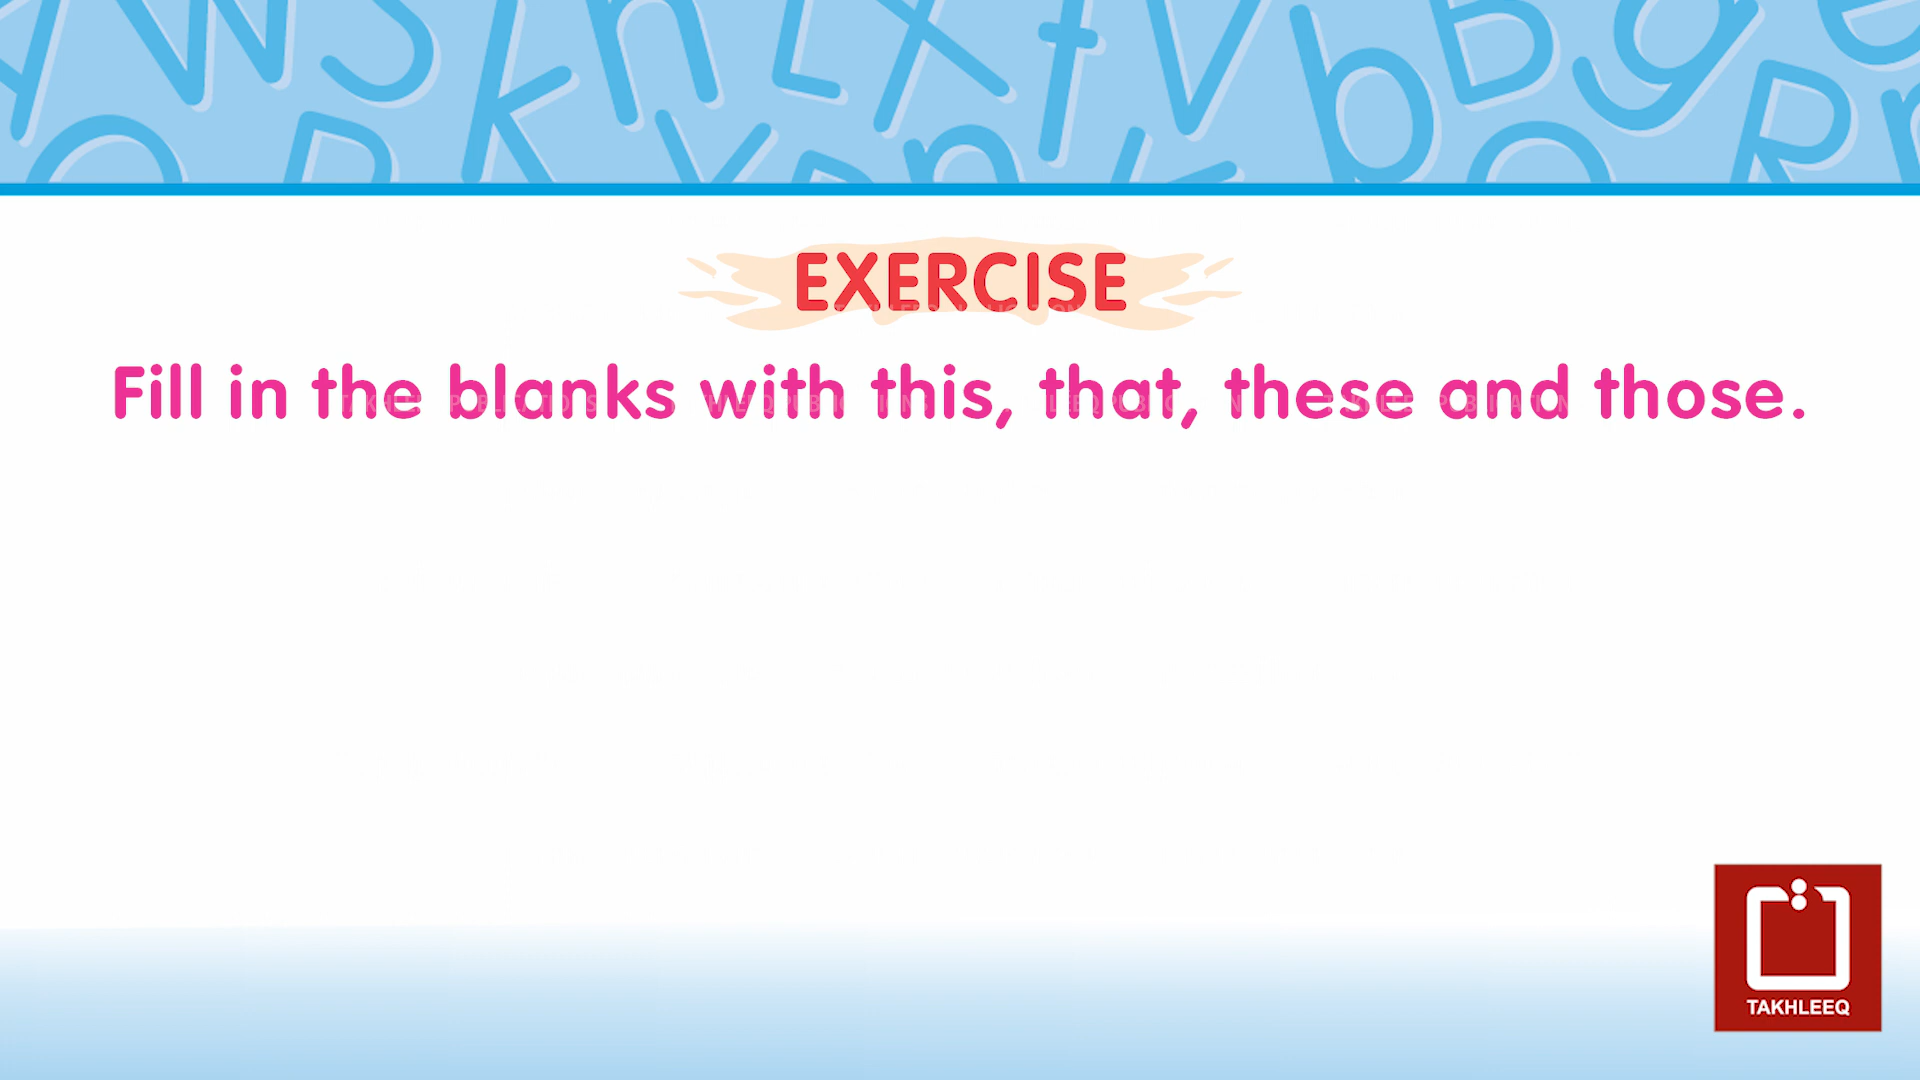 EXERCISE
Fill in the blanks with this, that, these and those.
TAKHLEEQ